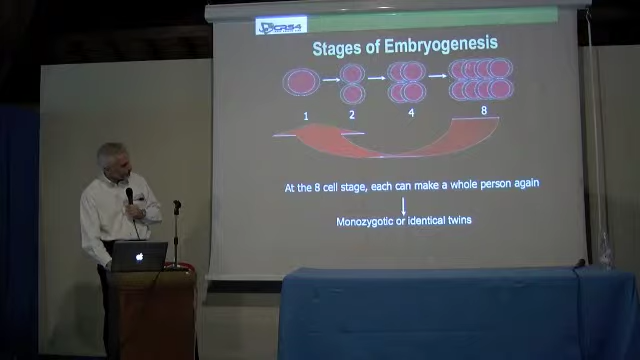 CRS4
Stages of Embryogenesis
1 2 4 8
At the 8 cell stage, each can make a whole person again
Monozygotic or identical twins